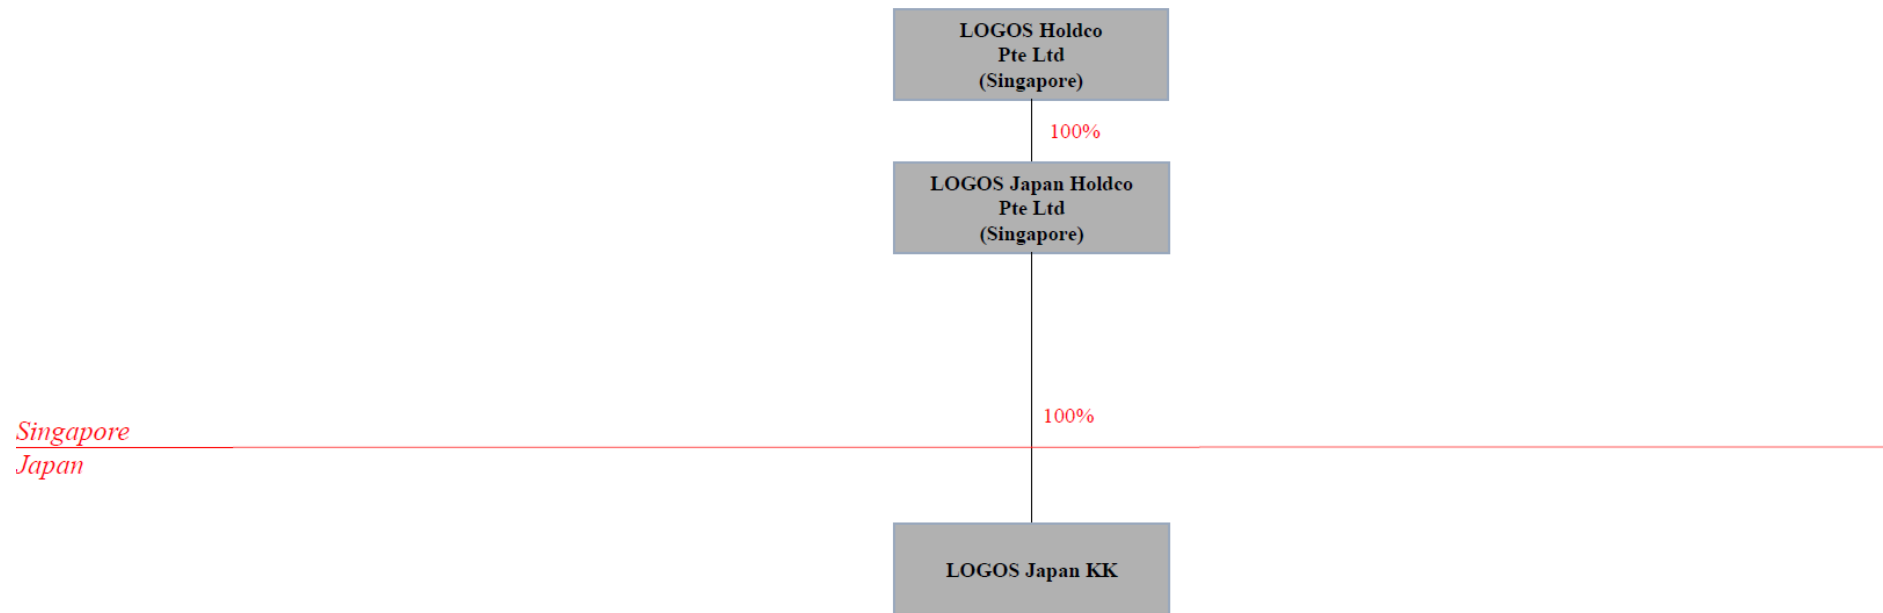 LOGOS Holdco
Pte Ltd
(Singapore)
100%
LOGOS Japan Holdco
Pte Ltd
(Singapore)
100%
Singapore
Japan
LOGOS Japan KK